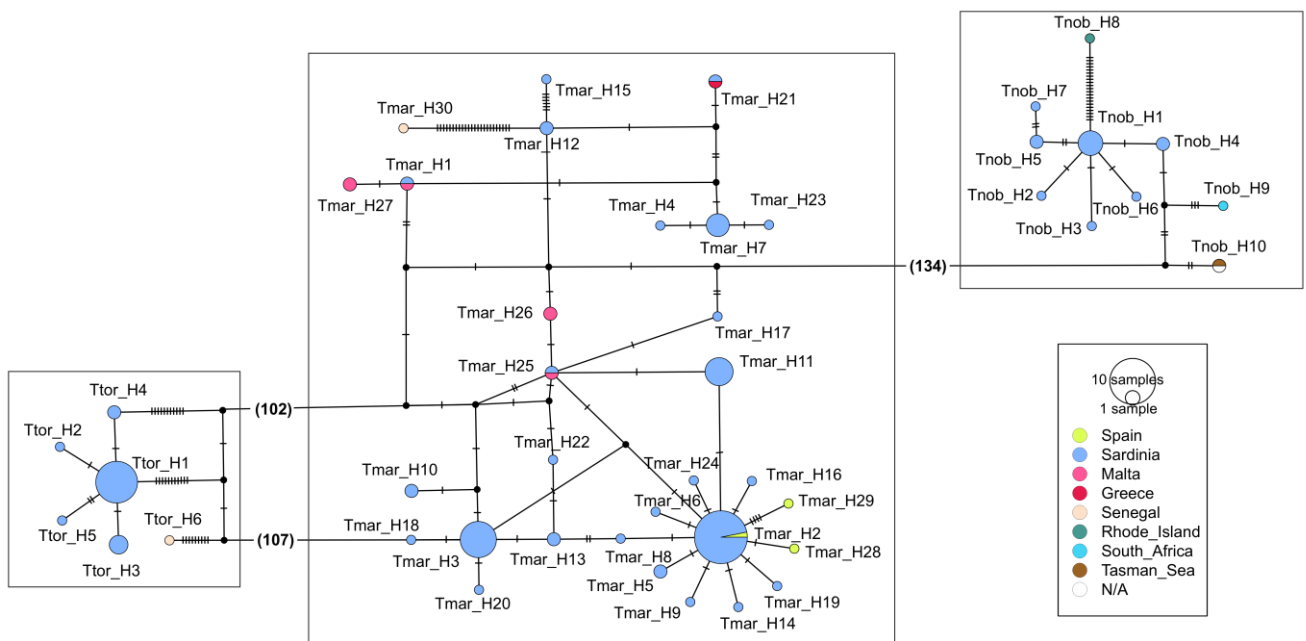 Tnob_H8
Tmar_H15
Tmar_H21
Tmar_H30
Tnob_H7
Tnob_H1
Tmar_H12
Tnob_H4
Tmar_H1
Tnob_H5
Tnob_H9
Tmar_H27
Tmar_H4
Tmar_H23
Tnob_H2
Tnob_H6
Tnob_H3
Tmar_H7
Tnob_H10
(134)
Tmar_H26
Tmar_H17
Tmar_H25
Tmar_H11
Ttor_H4
(102)
Ttor_H2
Ttor_H1
Tmar_H22
Tmar_H10
Tmar_H24
Tmar_H16
Tmar_H6
Tmar_H29
Ttor_H6
Tmar_H18
Tmar_H2
Ttor_H5
(107)
Tmar_H3
Tmar_H13
Tmar_H8
Tmar_H28
Ttor_H3
Tmar_H5
Tmar_H20
Tmar_H9
Tmar_H19
Tmar_H14
10 samples
1 sample
Spain
Sardinia
Malta
Greece
Senegal
Rhode_Island
South_Africa
Tasman_Sea
N/A